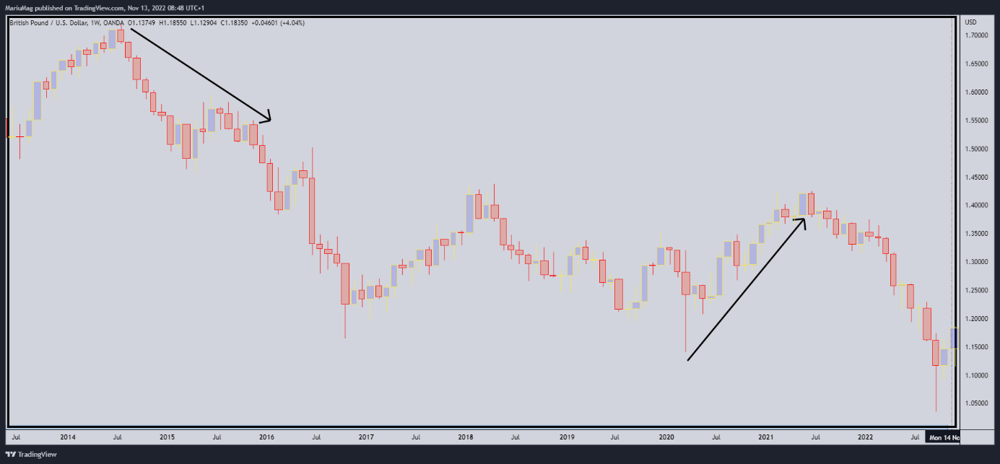 MariuMag published on TradingView.com, Nov 13, 2022 08:48 UTC+1
British Pound / U.S. Dollar, 1W, OANDA O1.13749 H1.18550 L1.12904 C1.18350 +0.04601 (+4.04%)
USD
1.70000
1.65000
1.60000
1.55000
1.50000
1.45000
1.40000
1.35000
1.30000
1.25000
1.20000
1.15000
1.10000
1.05000
Jul 2014 Jul 2015 Jul 2016 Jul 2017 Jul 2018 Jul 2019 Jul 2020 Jul 2021 Jul 2022 Jul Mon 14 No
TradingView